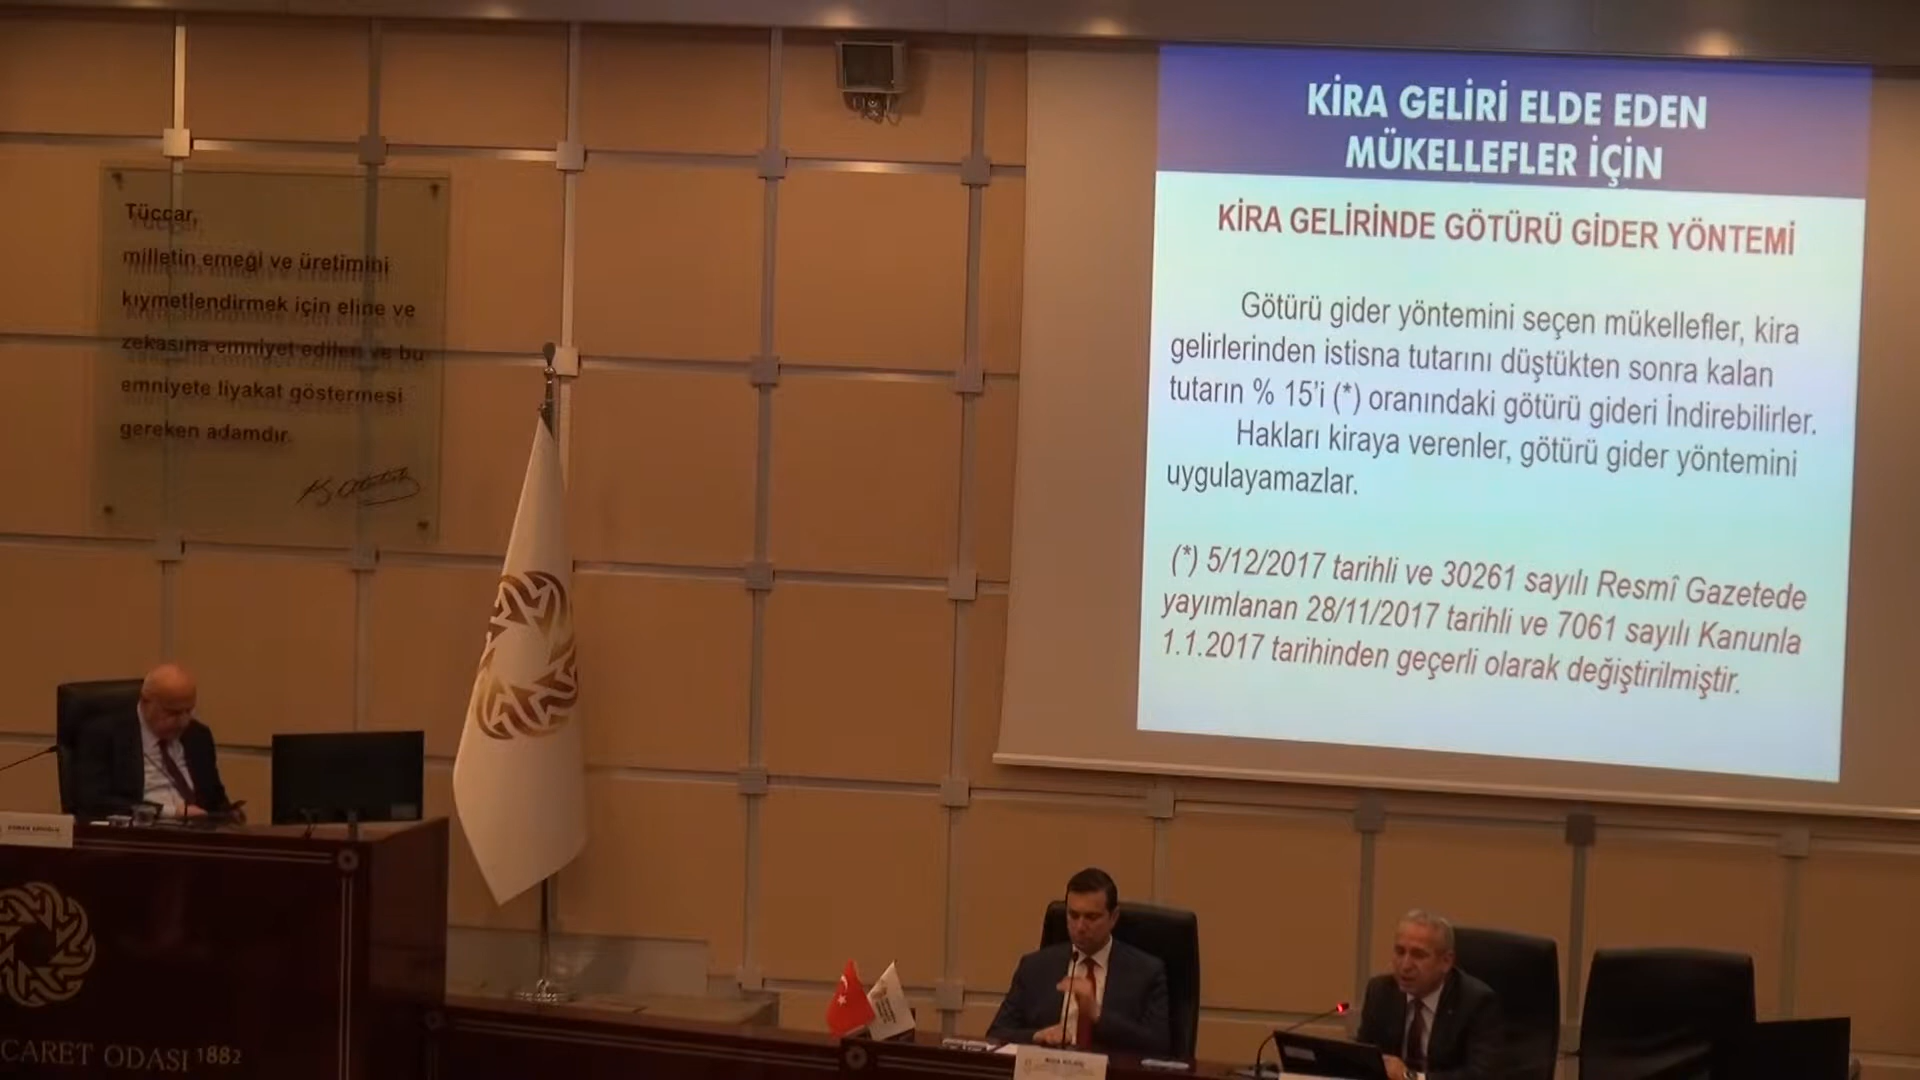 KİRA GELİRİ ELDE EDEN
MÜKELLEFLER İÇİN
KİRA GELİRİNDE GÖTÜRÜ GİDER YÖNTEMİ
Götürü gider yöntemini seçen mükellefler, kira
gelirlerinden istisna tutarını düştükten sonra kalan
tutarın % 15'i (*) oranındaki götürü gideri İndirebilirler.
Hakları kiraya verenler, götürü gider yöntemini
uygulayamazlar.
(*) 5/12/2017 tarihli ve 30261 sayılı Resmî Gazetede
yayımlanan 28/11/2017 tarihli ve 7061 sayılı Kanunla
1.1.2017 tarihinden geçerli olarak değiştirilmiştir.
Tüccar,
milletin emeği ve üretimini
kıymetlendirmek için eline ve
zekasına emniyet edilen ve bu
emniyete liyakat göstermesi
gereken adamdır.
CARET ODASI 1882